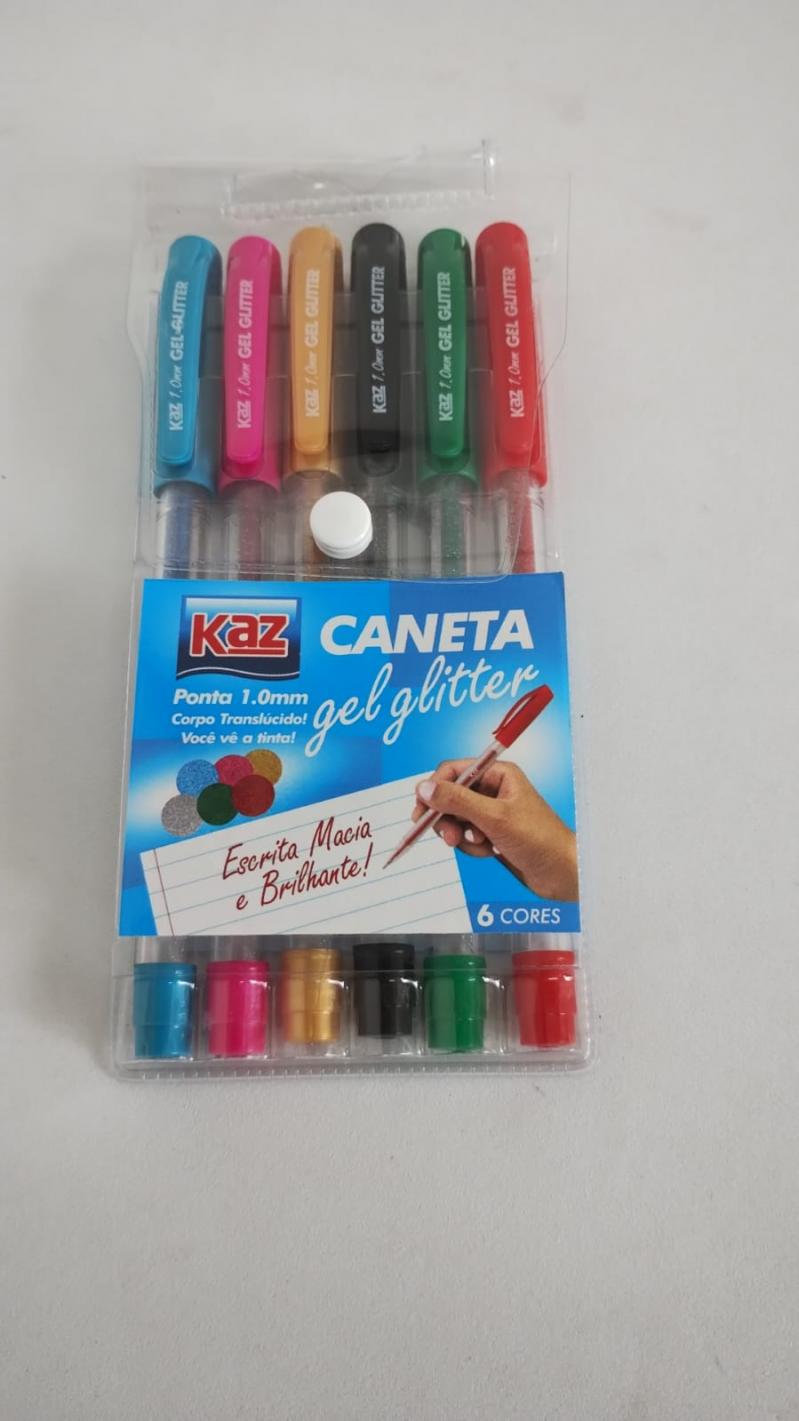 Kaz 1.0mm GEL GLITTER
Kaz 1.0mm GEL GLITTER
Kaz 1.0mm GEL GLITTER
Kaz 1.0mm GEL GLITTER
Kaz 1.0mm GEL GLITTER
Kaz 1.0mm GEL GLITTER
Kaz
CANETA
gel glitter
Ponta 1.0mm
Corpo Translúcido!
Você vê a tinta!
Escrita Macia
e Brilhante!
6 CORES